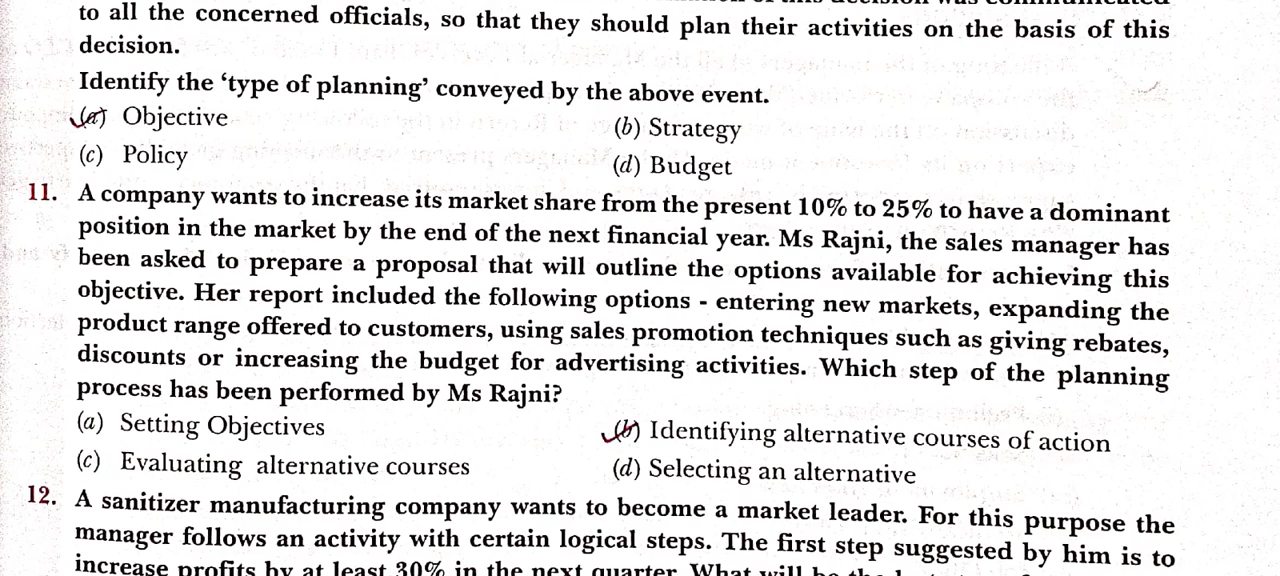 to all the concerned officials, so that they should plan their activities on the basis of this
decision.
Identify the ‘type of planning’ conveyed by the above event.
(a) Objective
(b) Strategy
(c) Policy
(d) Budget
11. A company wants to increase its market share from the present 10% to 25% to have a dominant
position in the market by the end of the next financial year. Ms Rajni, the sales manager has
been asked to prepare a proposal that will outline the options available for achieving this
objective. Her report included the following options - entering new markets, expanding the
product range offered to customers, using sales promotion techniques such as giving rebates,
discounts or increasing the budget for advertising activities. Which step of the planning
process has been performed by Ms Rajni?
(a) Setting Objectives
(b) Identifying alternative courses of action
(c) Evaluating alternative courses
(d) Selecting an alternative
12. A sanitizer manufacturing company wants to become a market leader. For this purpose the
manager follows an activity with certain logical steps. The first step suggested by him is to
increase profits by at least 30% in the next quarter. What will be the